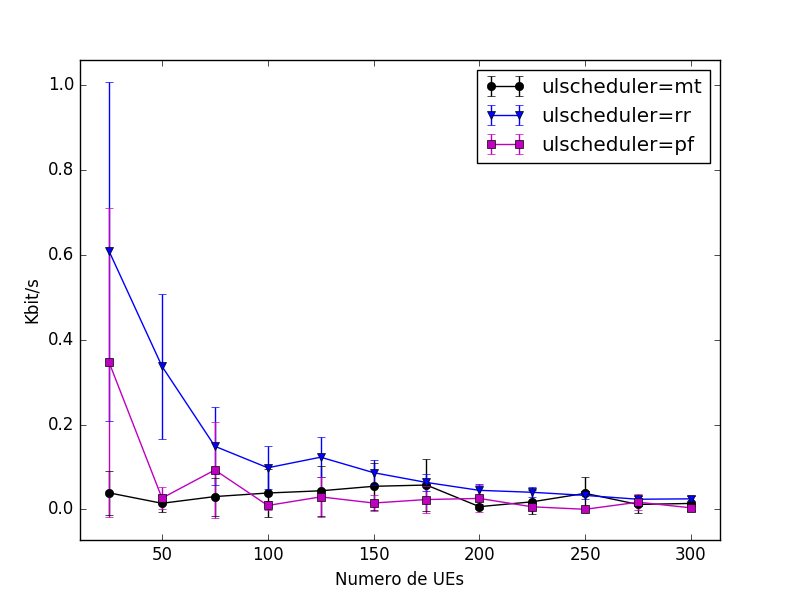 ulscheduler=mt
ulscheduler=rr
ulscheduler=pf
1.0
0.8
0.6
0.4
0.2
0.0
Kbit/s
50 100 150 200 250 300
Numero de UEs